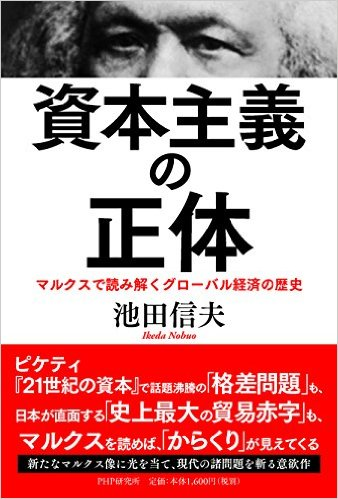 資本主義
の
正体
マルクスで読み解くグローバル経済の歴史
池田信夫
Ikeda Nobuo
ピケティ
『21世紀の資本』で話題沸騰の「格差問題」も、
日本が直面する「史上最大の貿易赤字」も、
マルクスを読めば、「からくり」が見えてくる
新たなマルクス像に光を当て、現代の諸問題を斬る意欲作
PHP研究所 / 定価：本体1,600円(税別)